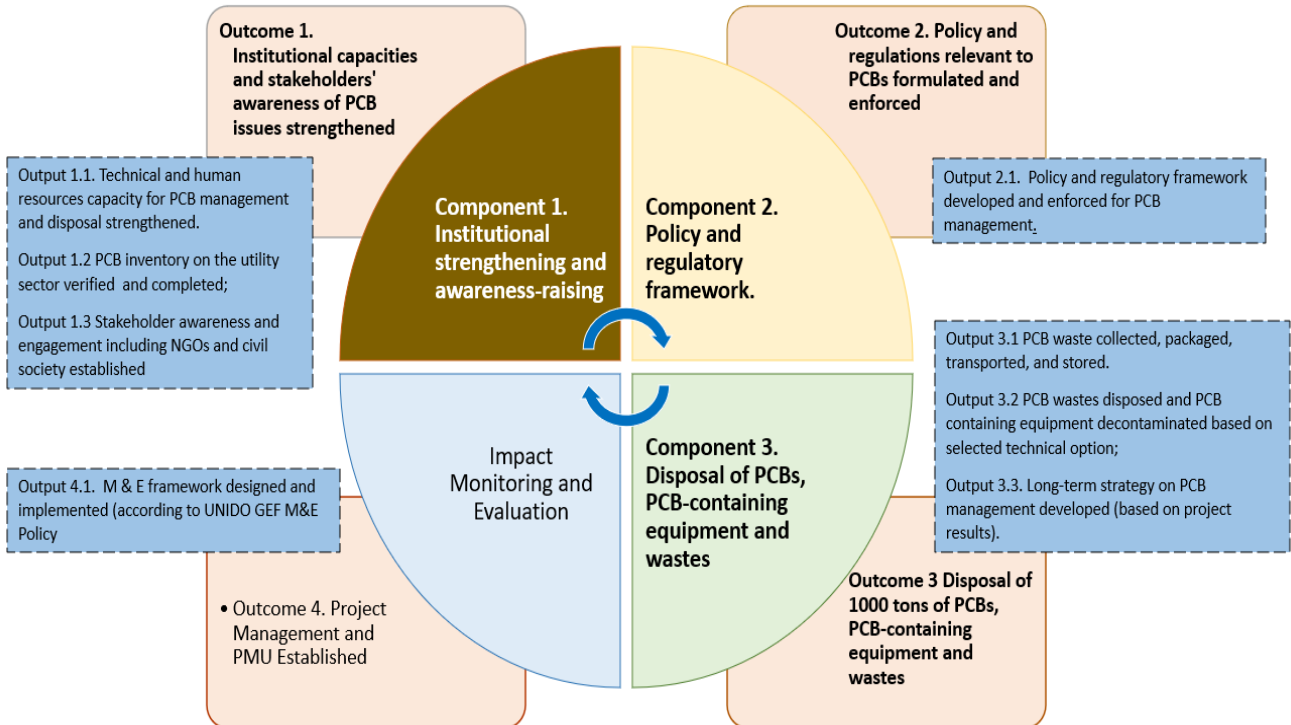 Outcome 1.
Institutional capacities
and stakeholders'
awareness of PCB
issues strengthened
Outcome 2. Policy and
regulations relevant to
PCBs formulated and
enforced
Output 1.1. Technical and human
resources capacity for PCB management
and disposal strengthened.
Output 1.2 PCB inventory on the utility
sector verified and completed;
Output 1.3 Stakeholder awareness and
engagement including NGOs and civil
society established
Component 1.
Institutional
strengthening and
awareness-raising
Component 2.
Policy and
regulatory
framework.
Output 2.1. Policy and regulatory framework
developed and enforced for PCB
management.
Output 3.1 PCB waste collected, packaged,
transported, and stored.
Output 3.2 PCB wastes disposed and PCB
containing equipment decontaminated based on
selected technical option;
Output 3.3. Long-term strategy on PCB
management developed (based on project
results).
Output 4.1. M & E framework designed and
implemented (according to UNIDO GEF M&E
Policy
Impact
Monitoring and
Evaluation
Component 3.
Disposal of PCBs,
PCB-containing
equipment and
wastes
• Outcome 4. Project
Management and
PMU Established
Outcome 3 Disposal of
1000 tons of PCBs,
PCB-containing
equipment and
wastes